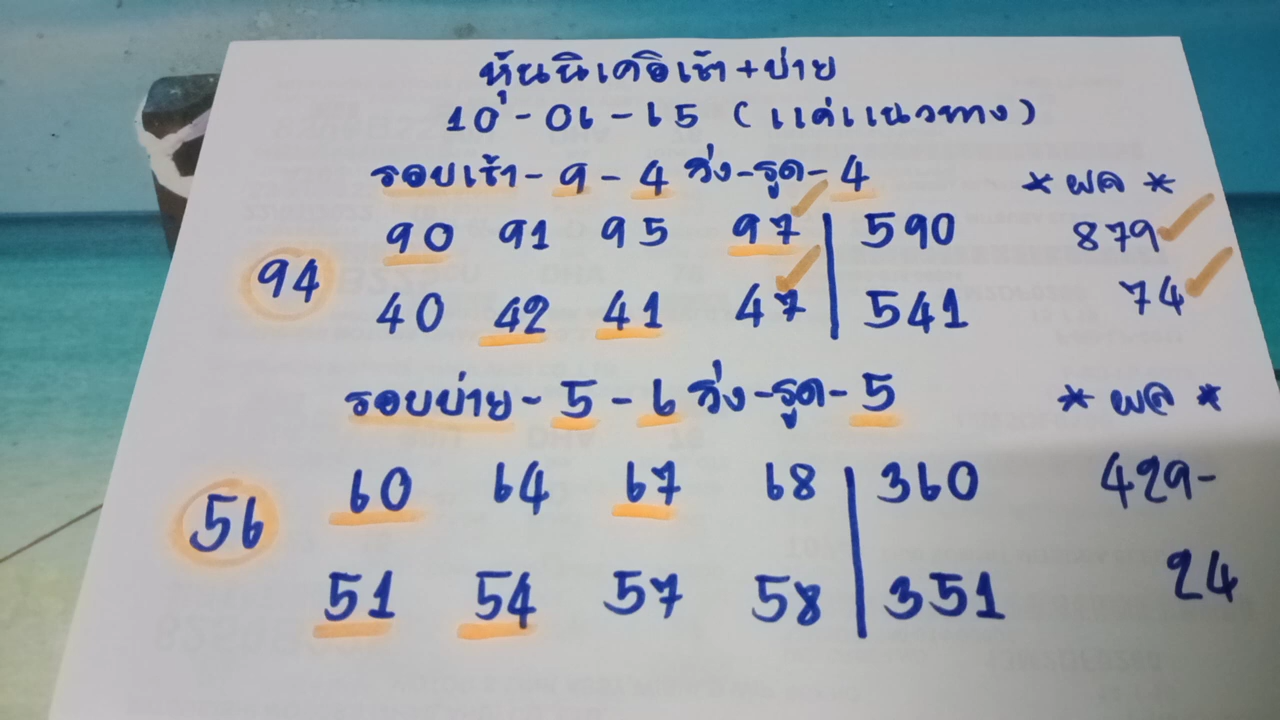 หุ้นนิเคอิเช้า+บ่าย
10-06-65 (แค่แนวทาง)
รอบเช้า-9-4 วิ่ง-รูด-4
*ผล*
90 91 95 97 590 879
94
40 42 41 47 541 74
รอบบ่าย-5-6 วิ่ง-รูด-5
*ผล*
60 64 67 68 360 429-
56
51 54 57 58 351 24